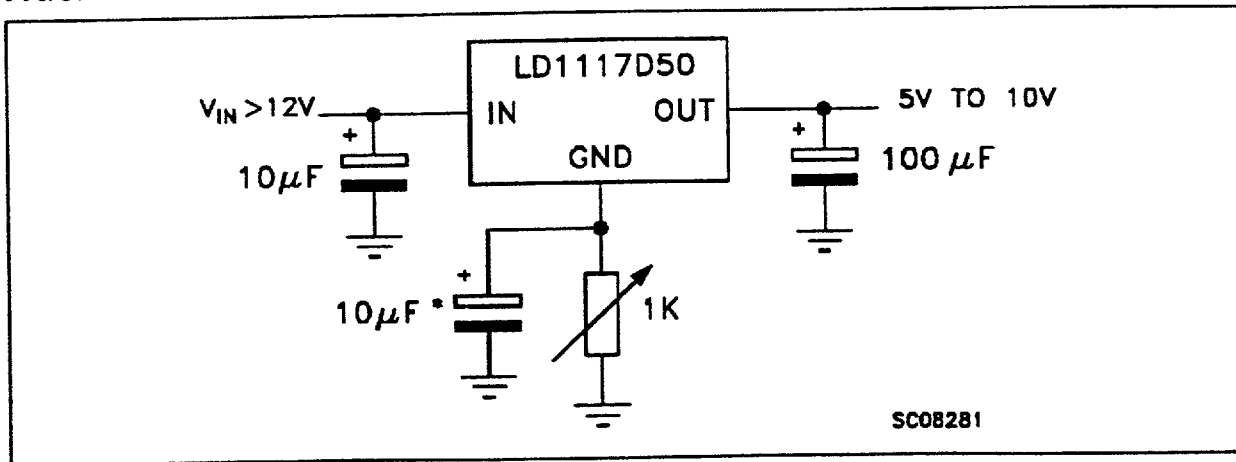 LD1117D50
V_IN >12V
IN
OUT
5V TO 10V
+
+
10μF
GND
100 μF
+
10μF *
1K
SC08281